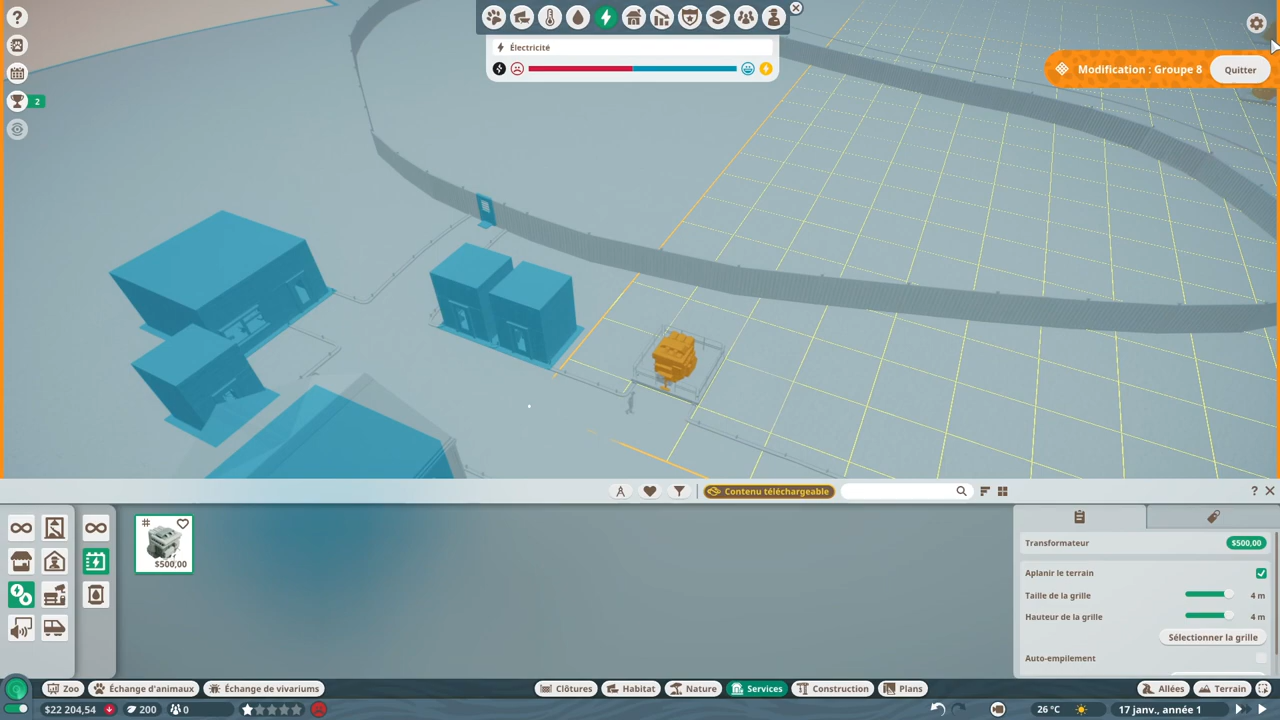 ?
Électricité
Modification : Groupe 8
Quitter
2
Contenu téléchargeable
?
$500,00
Transformateur
$500,00
Aplanir le terrain
Taille de la grille
4 m
Hauteur de la grille
4 m
Sélectionner la grille
Auto-empilement
Zoo
Échange d'animaux
Échange de vivariums
Clôtures
Habitat
Nature
Services
Construction
Plans
Allées
Terrain
$22 204,54
200
0
26 °C
17 janv., année 1